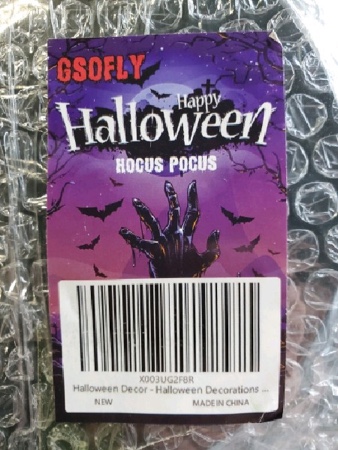 GSOFLY
Happy
Halloween
HOCUS POCUS
X003UG2FBR
Halloween Decor - Halloween Decorations ...
NEW MADE IN CHINA